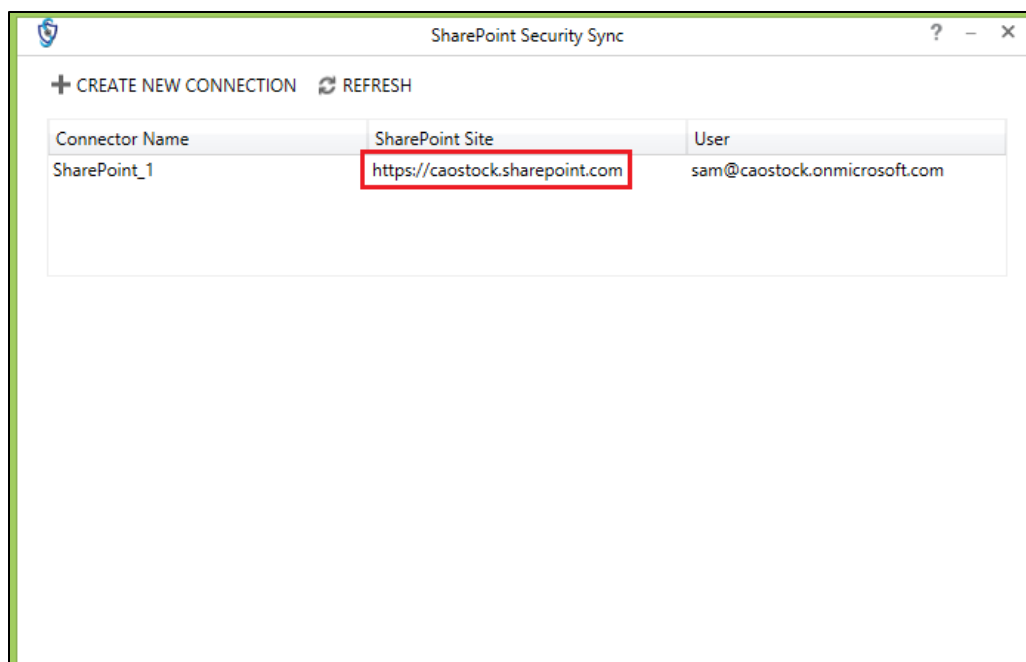 SharePoint Security Sync ? – ×
CREATE NEW CONNECTION REFRESH
Connector Name SharePoint Site User
SharePoint_1 https://caostock.sharepoint.com sam@caostock.onmicrosoft.com